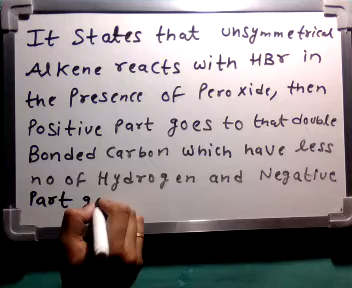 It States that unsymmetrical
Alkene reacts with HBr in
the Presence of Peroxide, then
Positive Part goes to that double
Bonded Carbon which have less
no of Hydrogen and Negative
Part